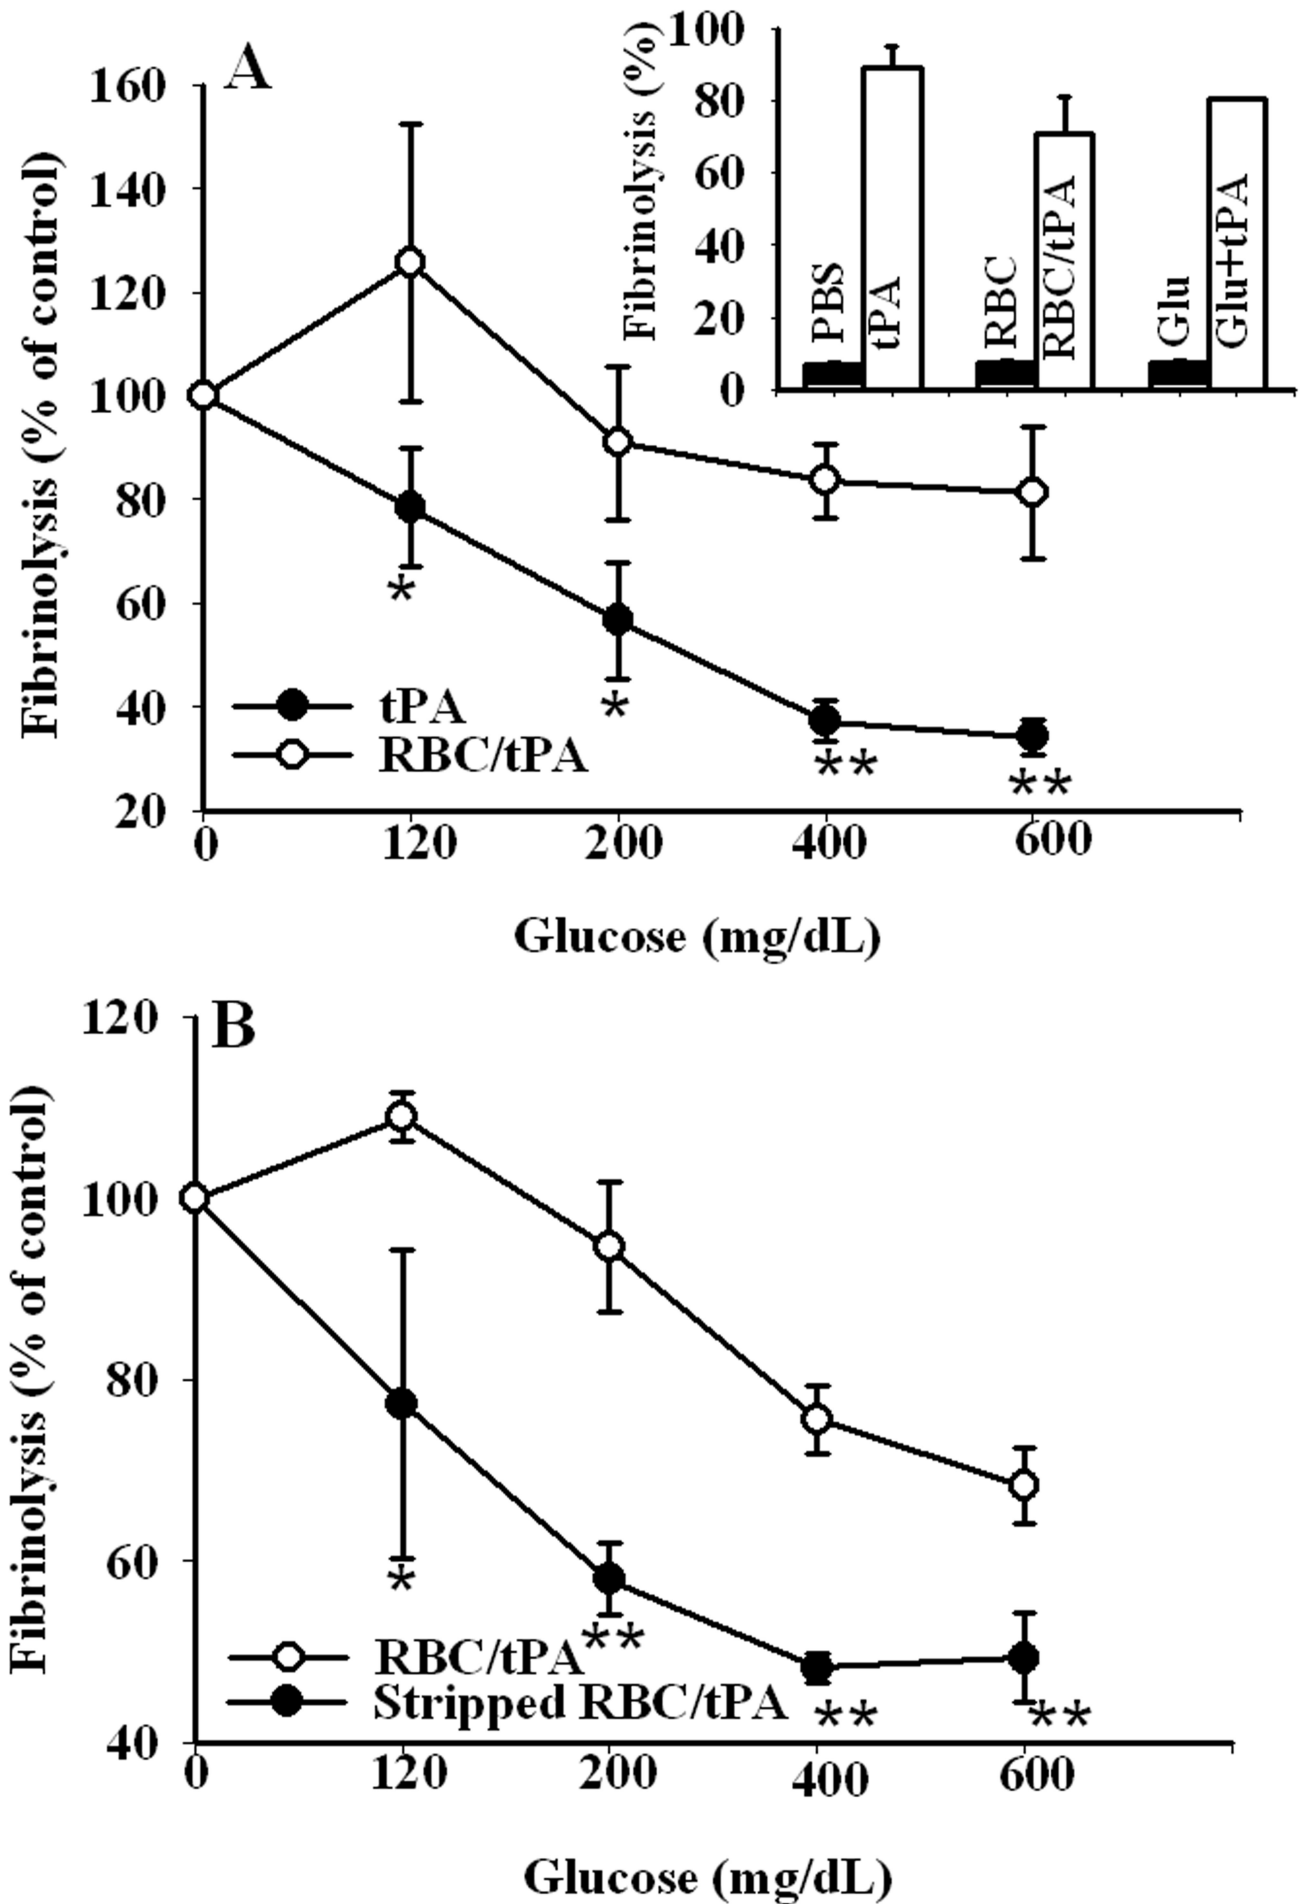 A
Fibrinolysis (% of control)
160
140
120
100
80
60
40
20
0
120
200
400
600
Glucose (mg/dL)
tPA
RBC/tPA
*
*
**
**
Fibrinolysis (%)
100
80
60
40
20
0
PBS
tPA
RBC
RBC/tPA
Glu
Glu+tPA
B
Fibrinolysis (% of control)
120
100
80
60
40
0
120
200
400
600
Glucose (mg/dL)
RBC/tPA
Stripped RBC/tPA
*
**
**
**